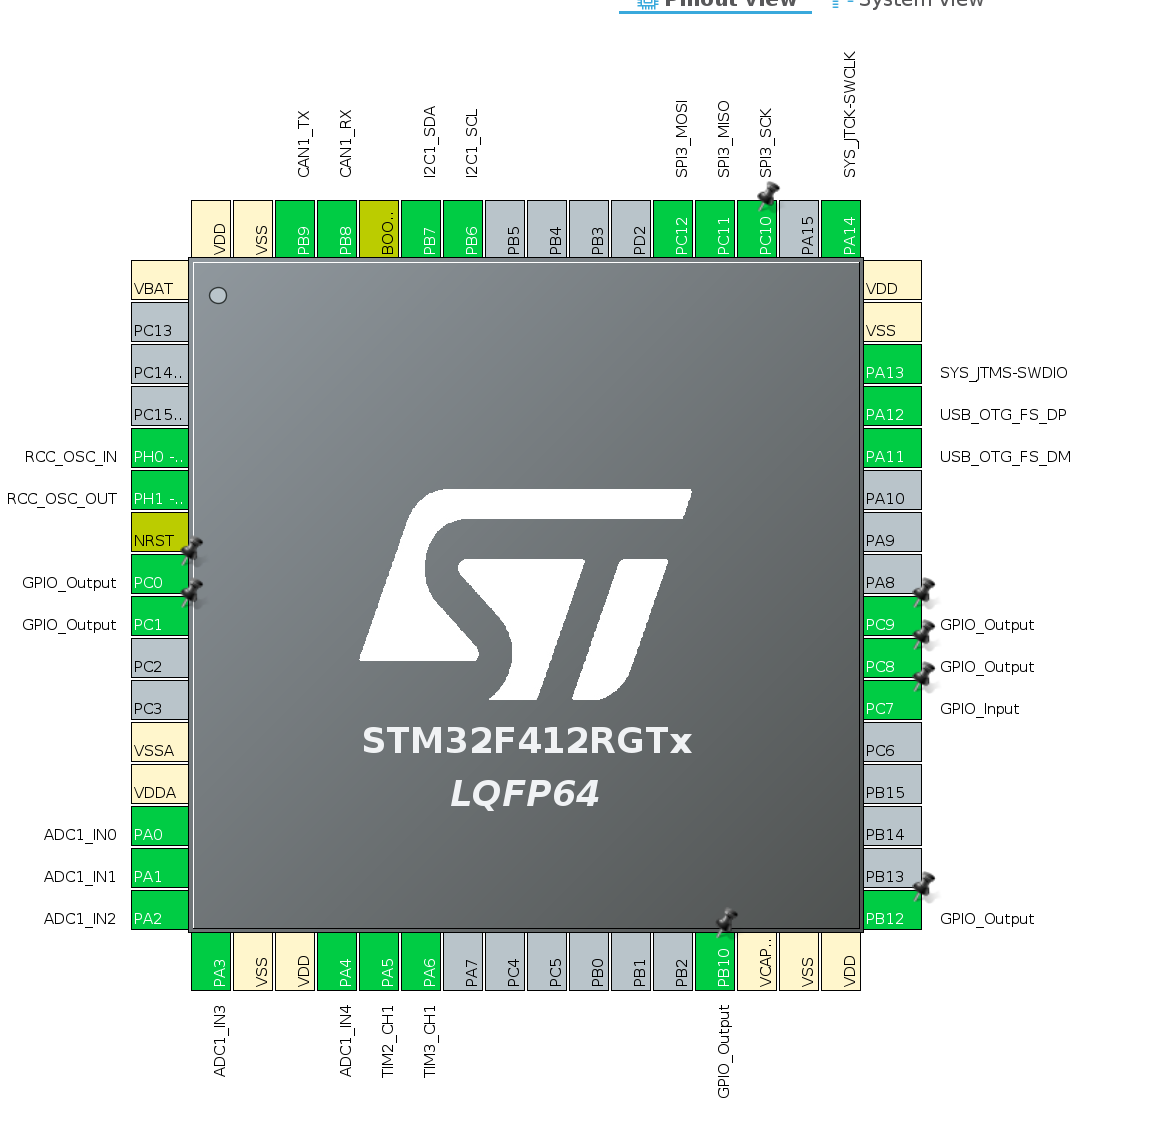 Pinout view System view
CAN1_TX
CAN1_RX
I2C1_SDA
I2C1_SCL
SPI3_MOSI
SPI3_MISO
SPI3_SCK
SYS_JTCK-SWCLK
VDD
VSS
PB9
PB8
BOO..
PB7
PB6
PB5
PB4
PB3
PD2
PC12
PC11
PC10
PA15
PA14
VBAT
PC13
PC14..
PC15..
RCC_OSC_IN PH0 -..
RCC_OSC_OUT PH1 -..
NRST
GPIO_Output PC0
GPIO_Output PC1
PC2
PC3
VSSA
VDDA
ADC1_IN0 PA0
ADC1_IN1 PA1
ADC1_IN2 PA2
ST
STM32F412RGTx
LQFP64
VDD
VSS
PA13 SYS_JTMS-SWDIO
PA12 USB_OTG_FS_DP
PA11 USB_OTG_FS_DM
PA10
PA9
PA8
PC9 GPIO_Output
PC8 GPIO_Output
PC7 GPIO_Input
PC6
PB15
PB14
PB13
PB12 GPIO_Output
PA3
VSS
VDD
PA4
PA5
PA6
PA7
PC4
PC5
PB0
PB1
PB2
PB10
VCAP..
VSS
VDD
ADC1_IN3
ADC1_IN4
TIM2_CH1
TIM3_CH1
GPIO_Output